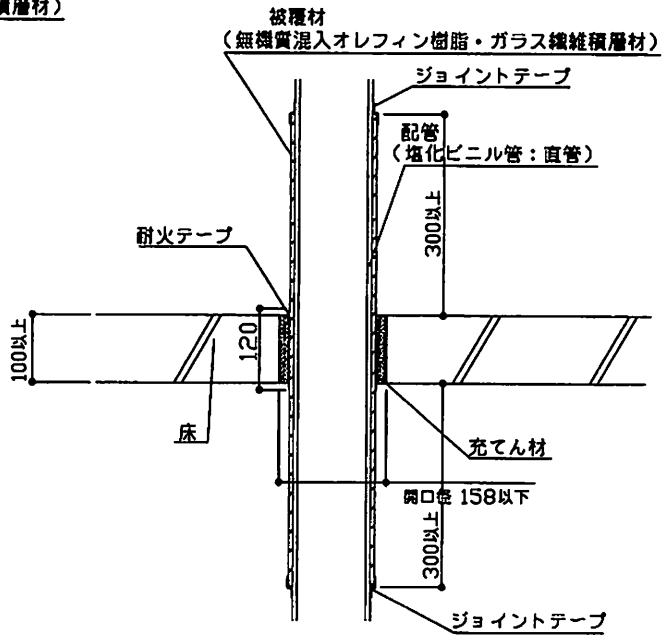 層材)
被覆材
(無機質混入オレフィン樹脂・ガラス繊維積層材)
ジョイントテープ
配管
(塩化ビニル管:直管)
300以上
耐火テープ
100以上
120
床
充てん材
開口径 158以下
300以上
ジョイントテープ